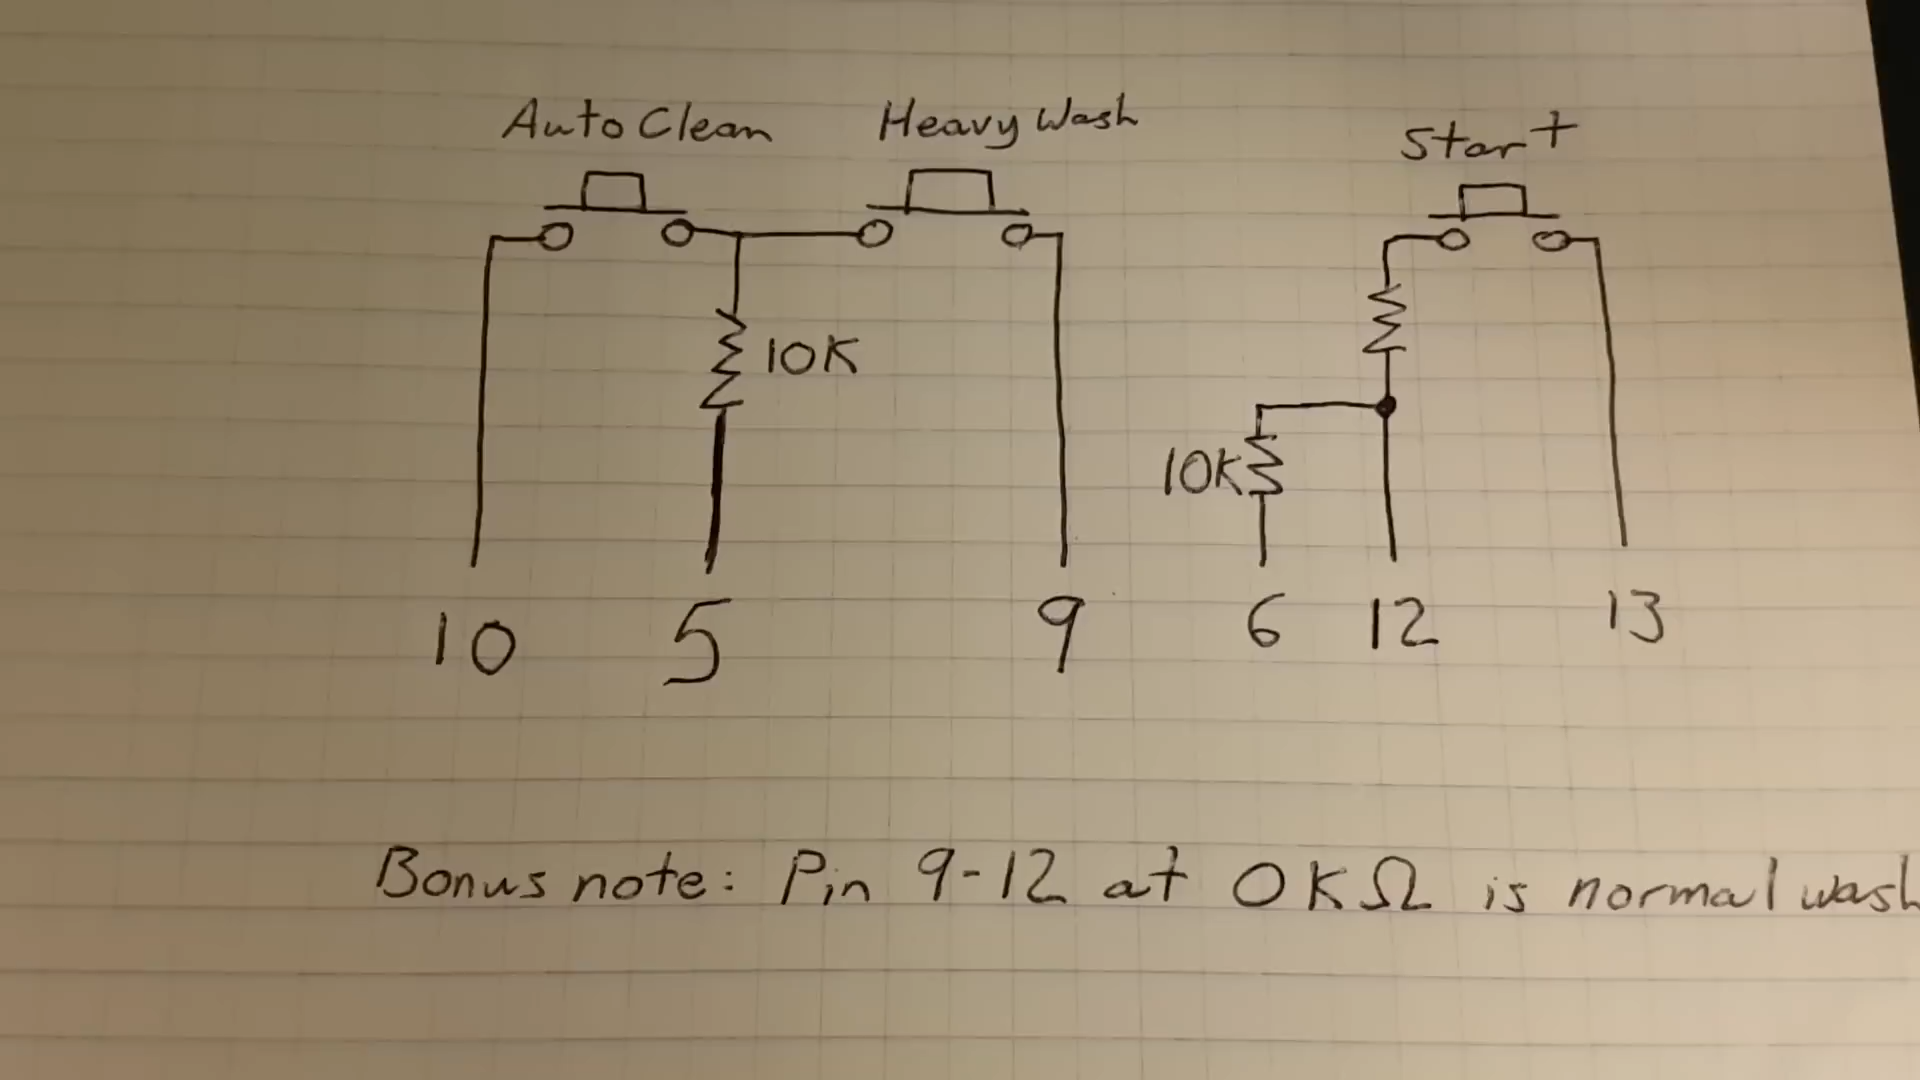 Auto Clean Heavy Wash Start
10K
10K
10 5 9 6 12 13
Bonus note: Pin 9-12 at 0KΩ is normal wash